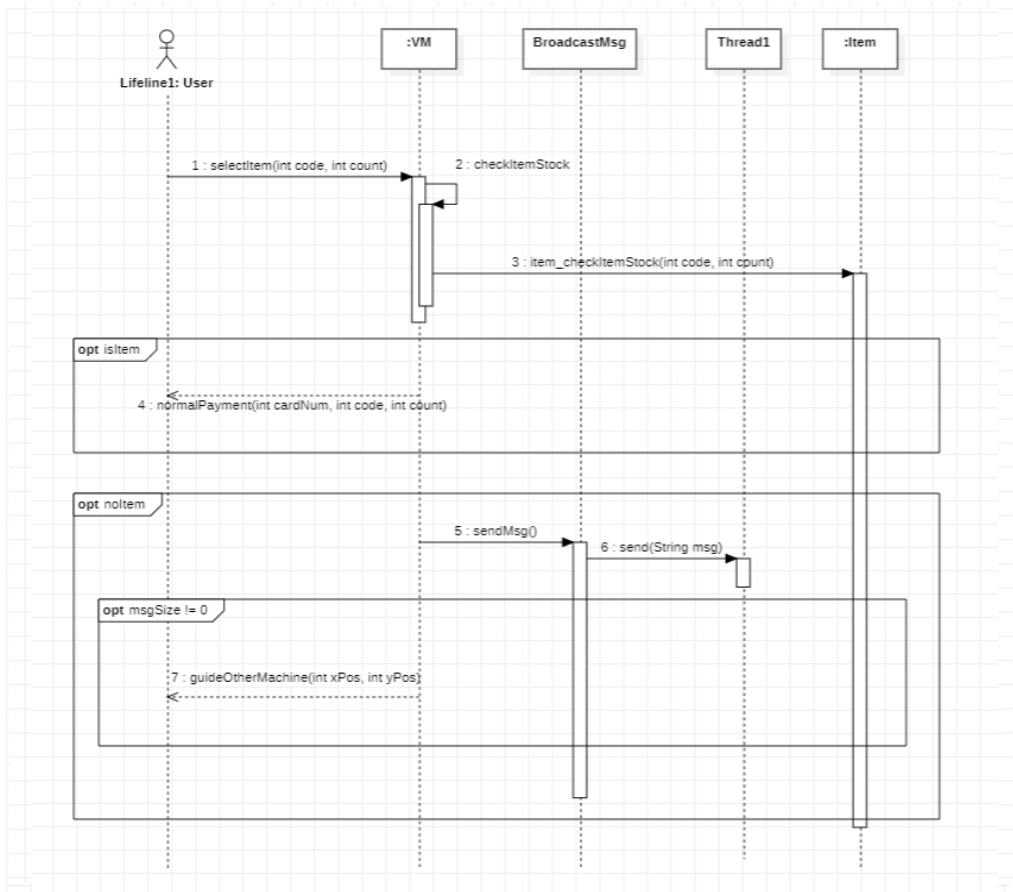 :VM
BroadcastMsg
Thread1
:Item
Lifeline1: User
1 : selectItem(int code, int count)
2 : checkItemStock
3 : item_checkItemStock(int code, int count)
opt isItem
4 : normalPayment(int cardNum, int code, int count)
opt noItem
5 : sendMsg()
6 : send(String msg)
opt msgSize != 0
7 : guideOtherMachine(int xPos, int yPos)